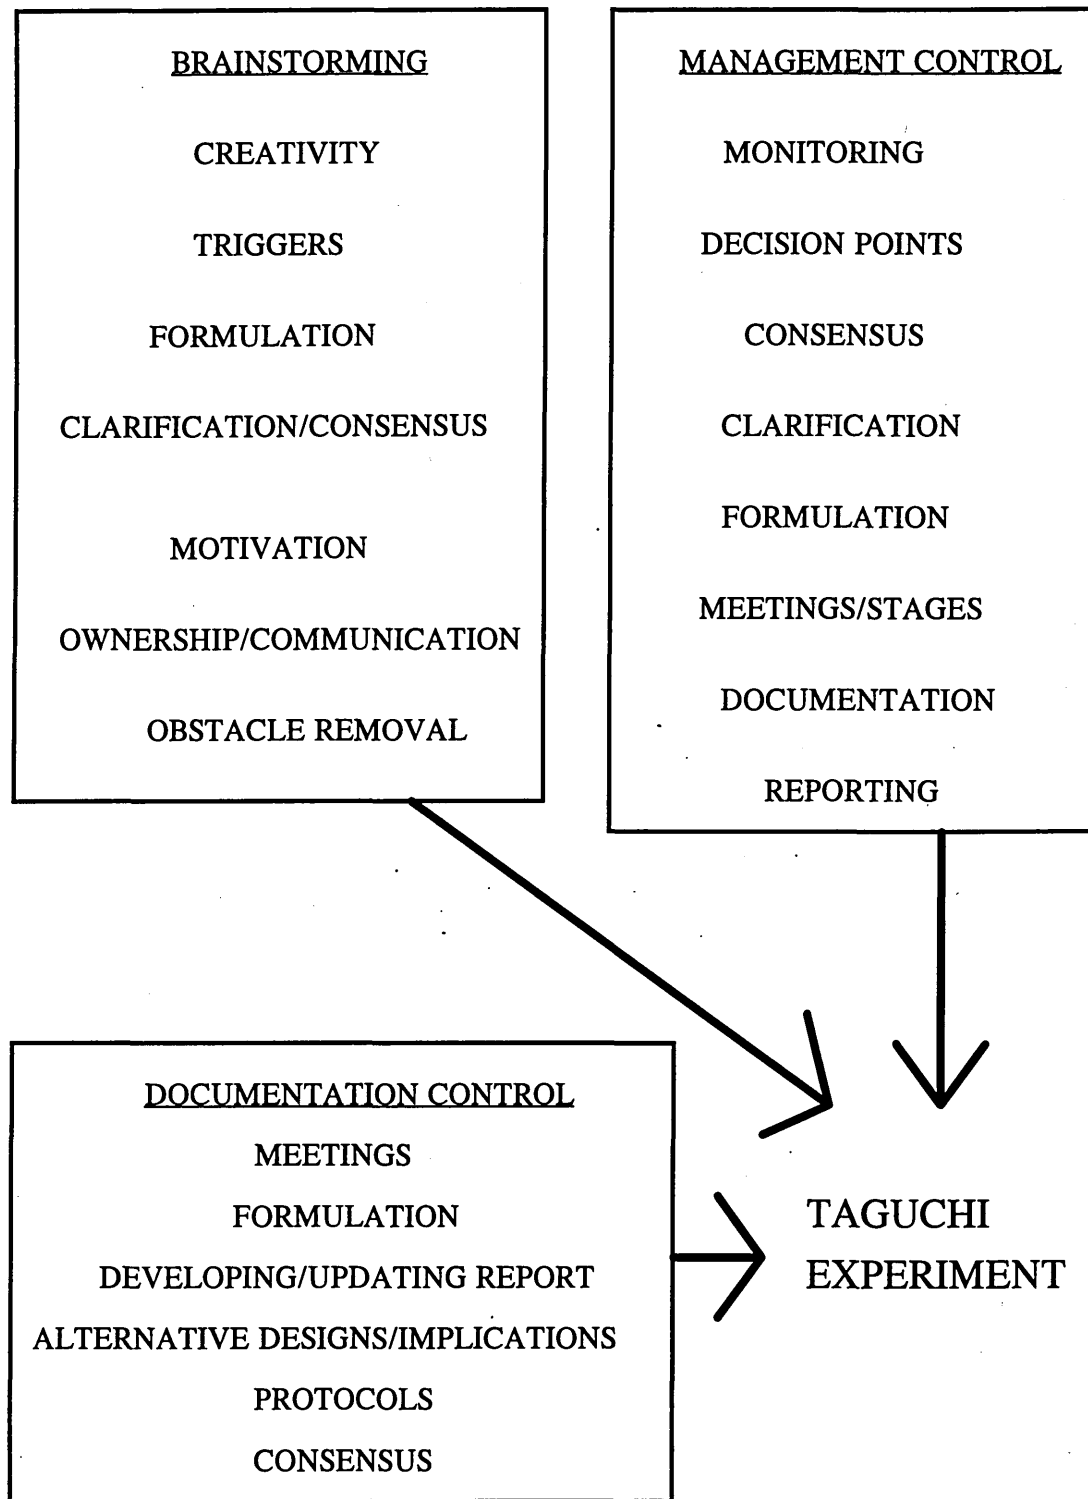 BRAINSTORMING
CREATIVITY
TRIGGERS
FORMULATION
CLARIFICATION/CONSENSUS
MOTIVATION
OWNERSHIP/COMMUNICATION
OBSTACLE REMOVAL
MANAGEMENT CONTROL
MONITORING
DECISION POINTS
CONSENSUS
CLARIFICATION
FORMULATION
MEETINGS/STAGES
DOCUMENTATION
REPORTING
DOCUMENTATION CONTROL
MEETINGS
FORMULATION
DEVELOPING/UPDATING REPORT
ALTERNATIVE DESIGNS/IMPLICATIONS
PROTOCOLS
CONSENSUS
TAGUCHI
EXPERIMENT